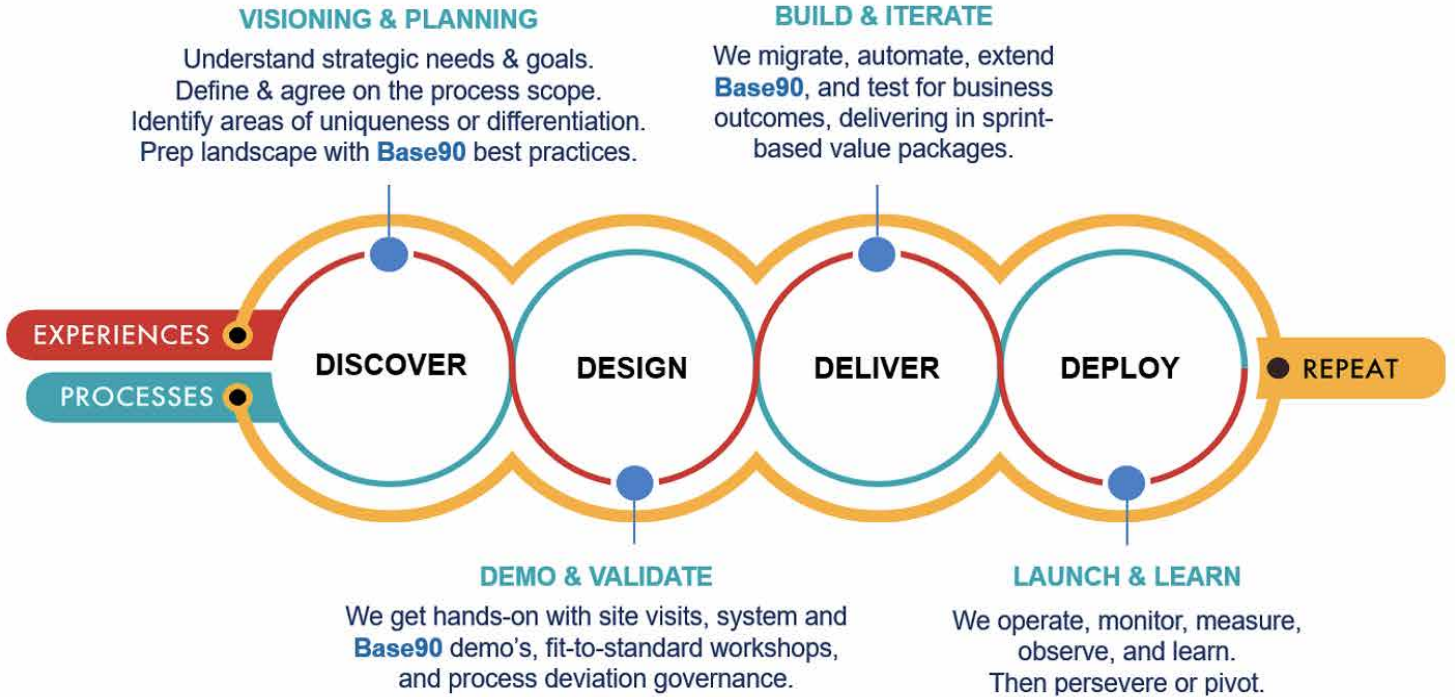 VISIONING & PLANNING
Understand strategic needs & goals.
Define & agree on the process scope.
Identify areas of uniqueness or differentiation.
Prep landscape with Base90 best practices.
BUILD & ITERATE
We migrate, automate, extend
Base90, and test for business
outcomes, delivering in sprint-
based value packages.
EXPERIENCES
PROCESSES
DISCOVER
DESIGN
DELIVER
DEPLOY
REPEAT
DEMO & VALIDATE
We get hands-on with site visits, system and
Base90 demo's, fit-to-standard workshops,
and process deviation governance.
LAUNCH & LEARN
We operate, monitor, measure,
observe, and learn.
Then persevere or pivot.